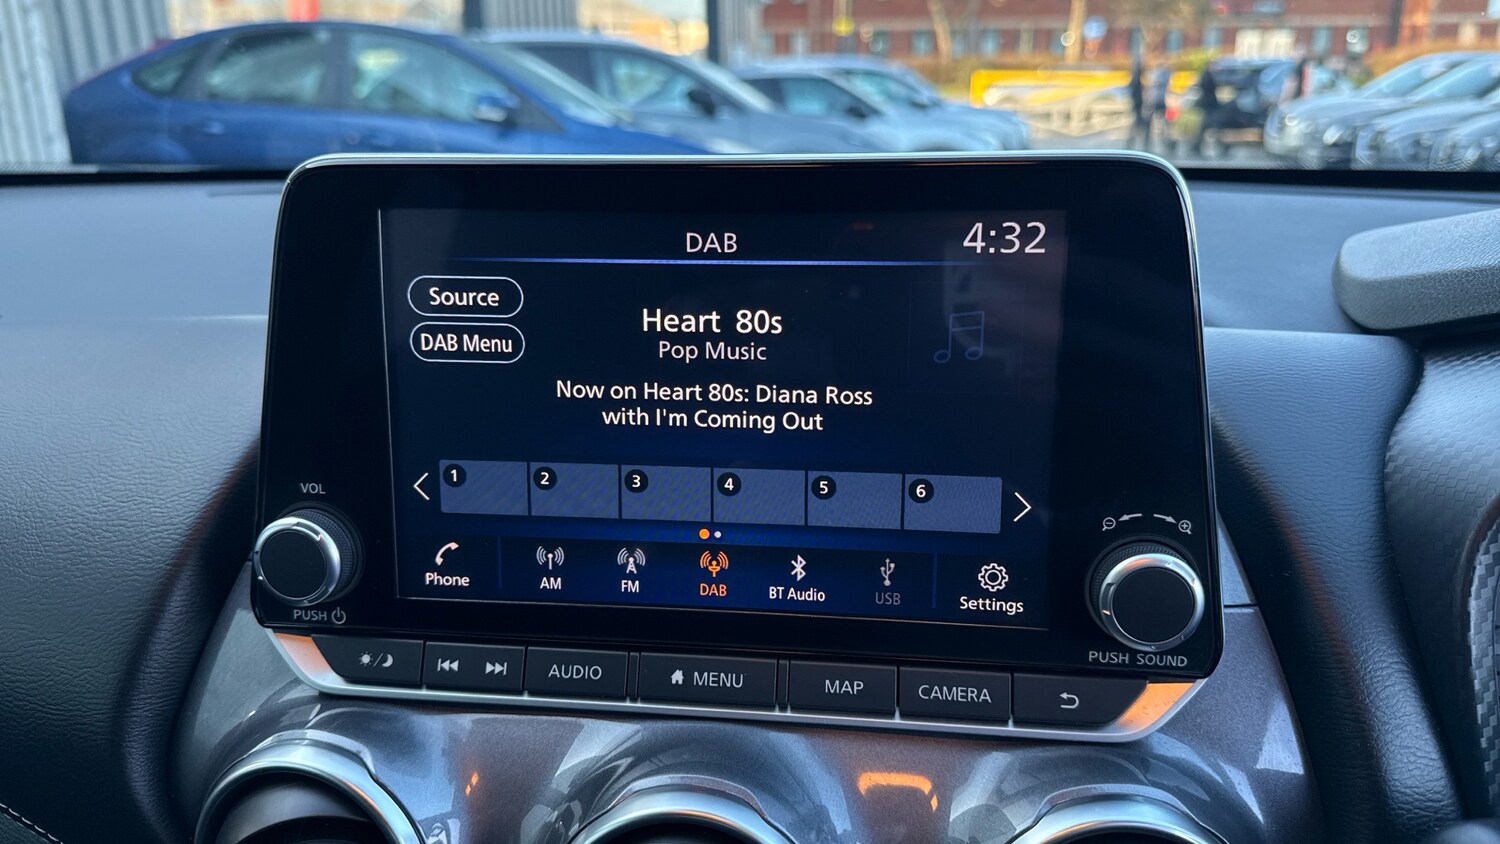 DAB
4:32
Source
DAB Menu
Heart 80s
Pop Music
Now on Heart 80s: Diana Ross
with I'm Coming Out
1 2 3 4 5 6
Phone AM FM DAB BT Audio USB Settings
VOL
PUSH
PUSH SOUND
AUDIO MENU MAP CAMERA